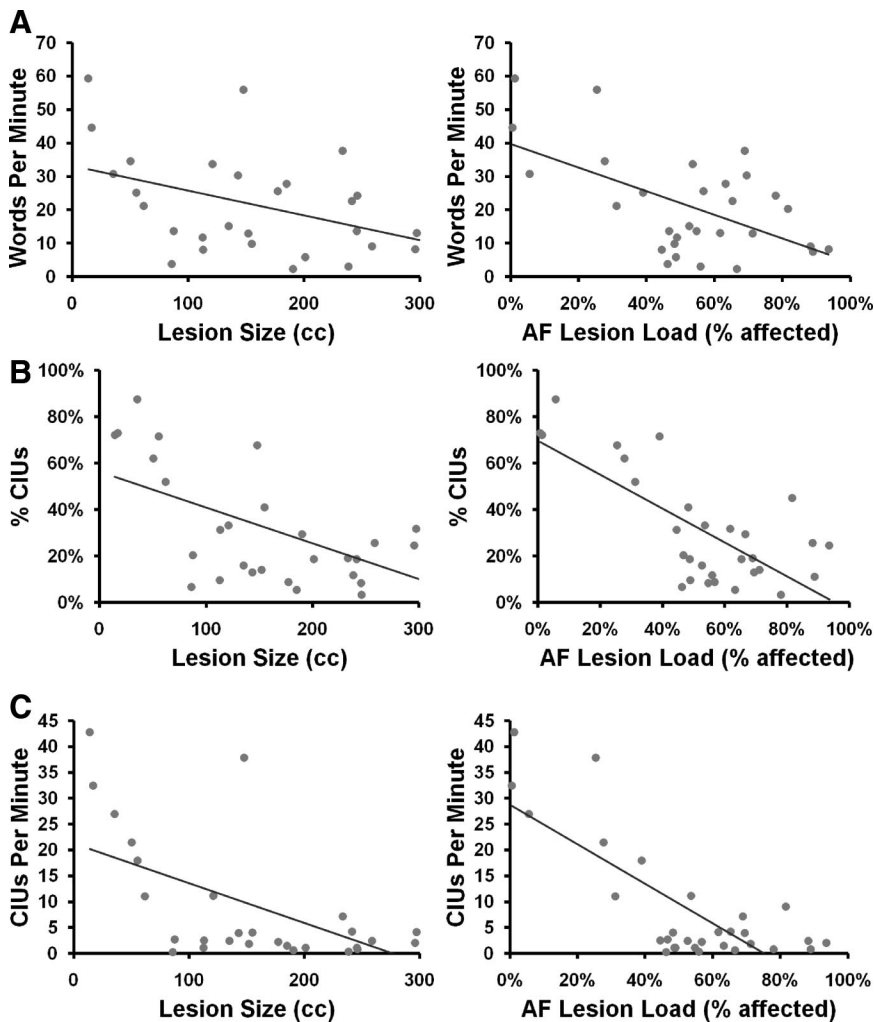 A
70
60
50
40
30
20
10
0
0 100 200 300
Words Per Minute
Lesion Size (cc)
70
60
50
40
30
20
10
0
0% 20% 40% 60% 80% 100%
Words Per Minute
AF Lesion Load (% affected)
B
100%
80%
60%
40%
20%
0%
0 100 200 300
% CIUs
Lesion Size (cc)
100%
80%
60%
40%
20%
0%
0% 20% 40% 60% 80% 100%
% CIUs
AF Lesion Load (% affected)
C
45
40
35
30
25
20
15
10
5
0
0 100 200 300
CIUs Per Minute
Lesion Size (cc)
45
40
35
30
25
20
15
10
5
0
0% 20% 40% 60% 80% 100%
CIUs Per Minute
AF Lesion Load (% affected)